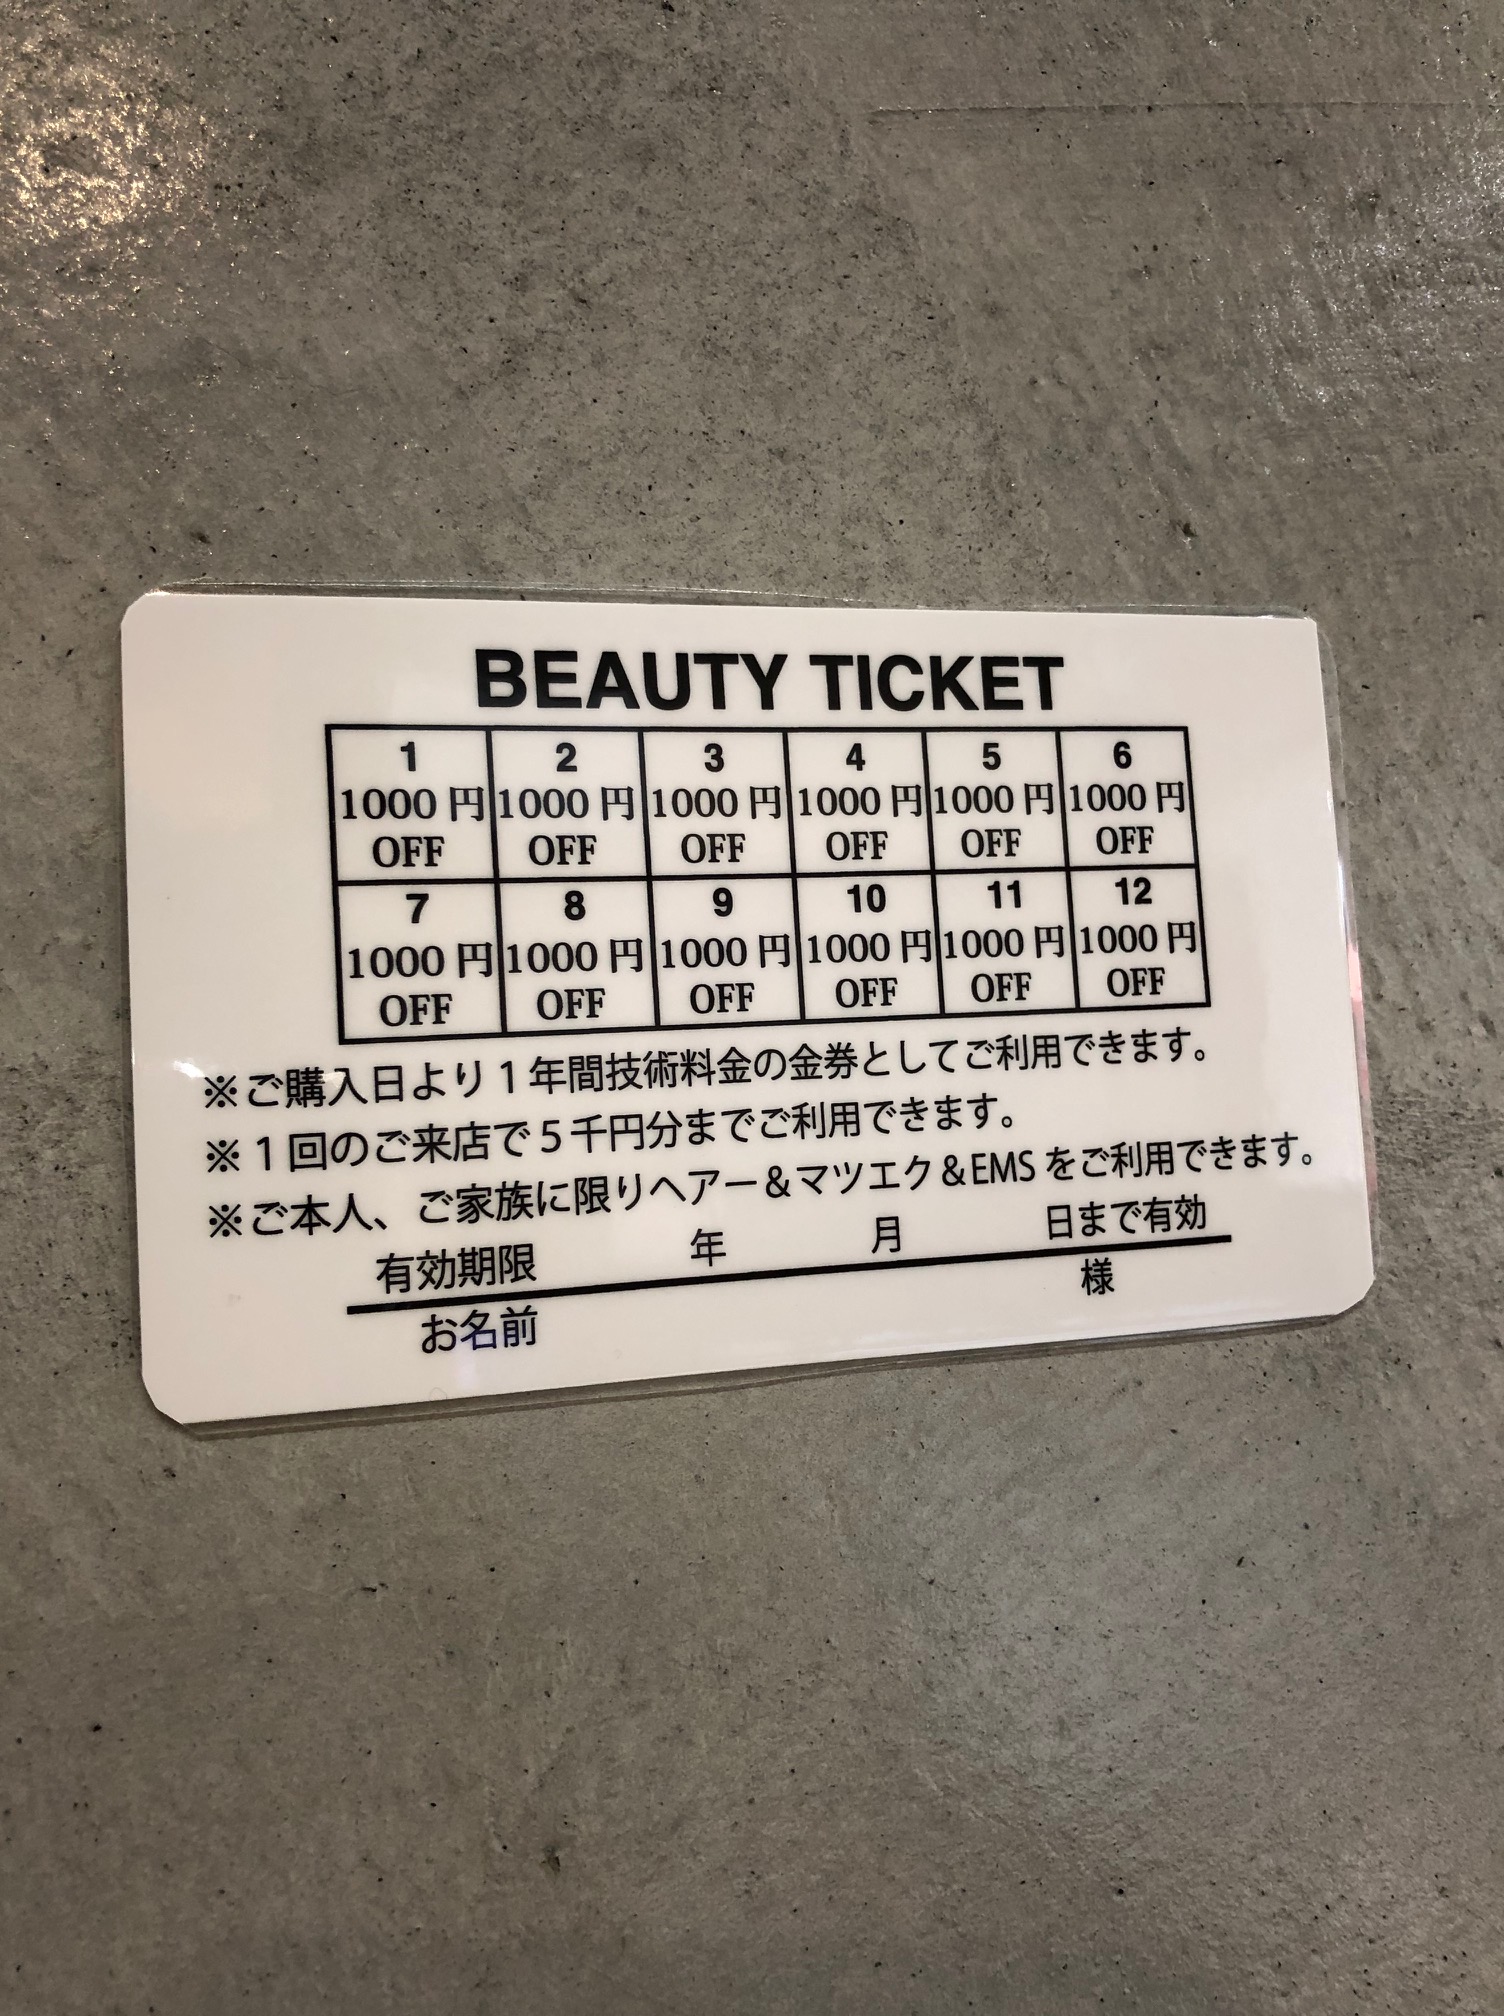 BEAUTY TICKET
1 2 3 4 5 6
1000 円 1000 円 1000 円 1000 円 1000 円 1000 円
OFF OFF OFF OFF OFF OFF
7 8 9 10 11 12
1000 円 1000 円 1000 円 1000 円 1000 円 1000 円
OFF OFF OFF OFF OFF OFF
※ご購入日より1年間技術料金の金券としてご利用できます。
※1回のご来店で5千円分までご利用できます。
※ご本人、ご家族に限りヘアー&マツエク&EMSをご利用できます。
有効期限 年 月 日まで有効
お名前 様